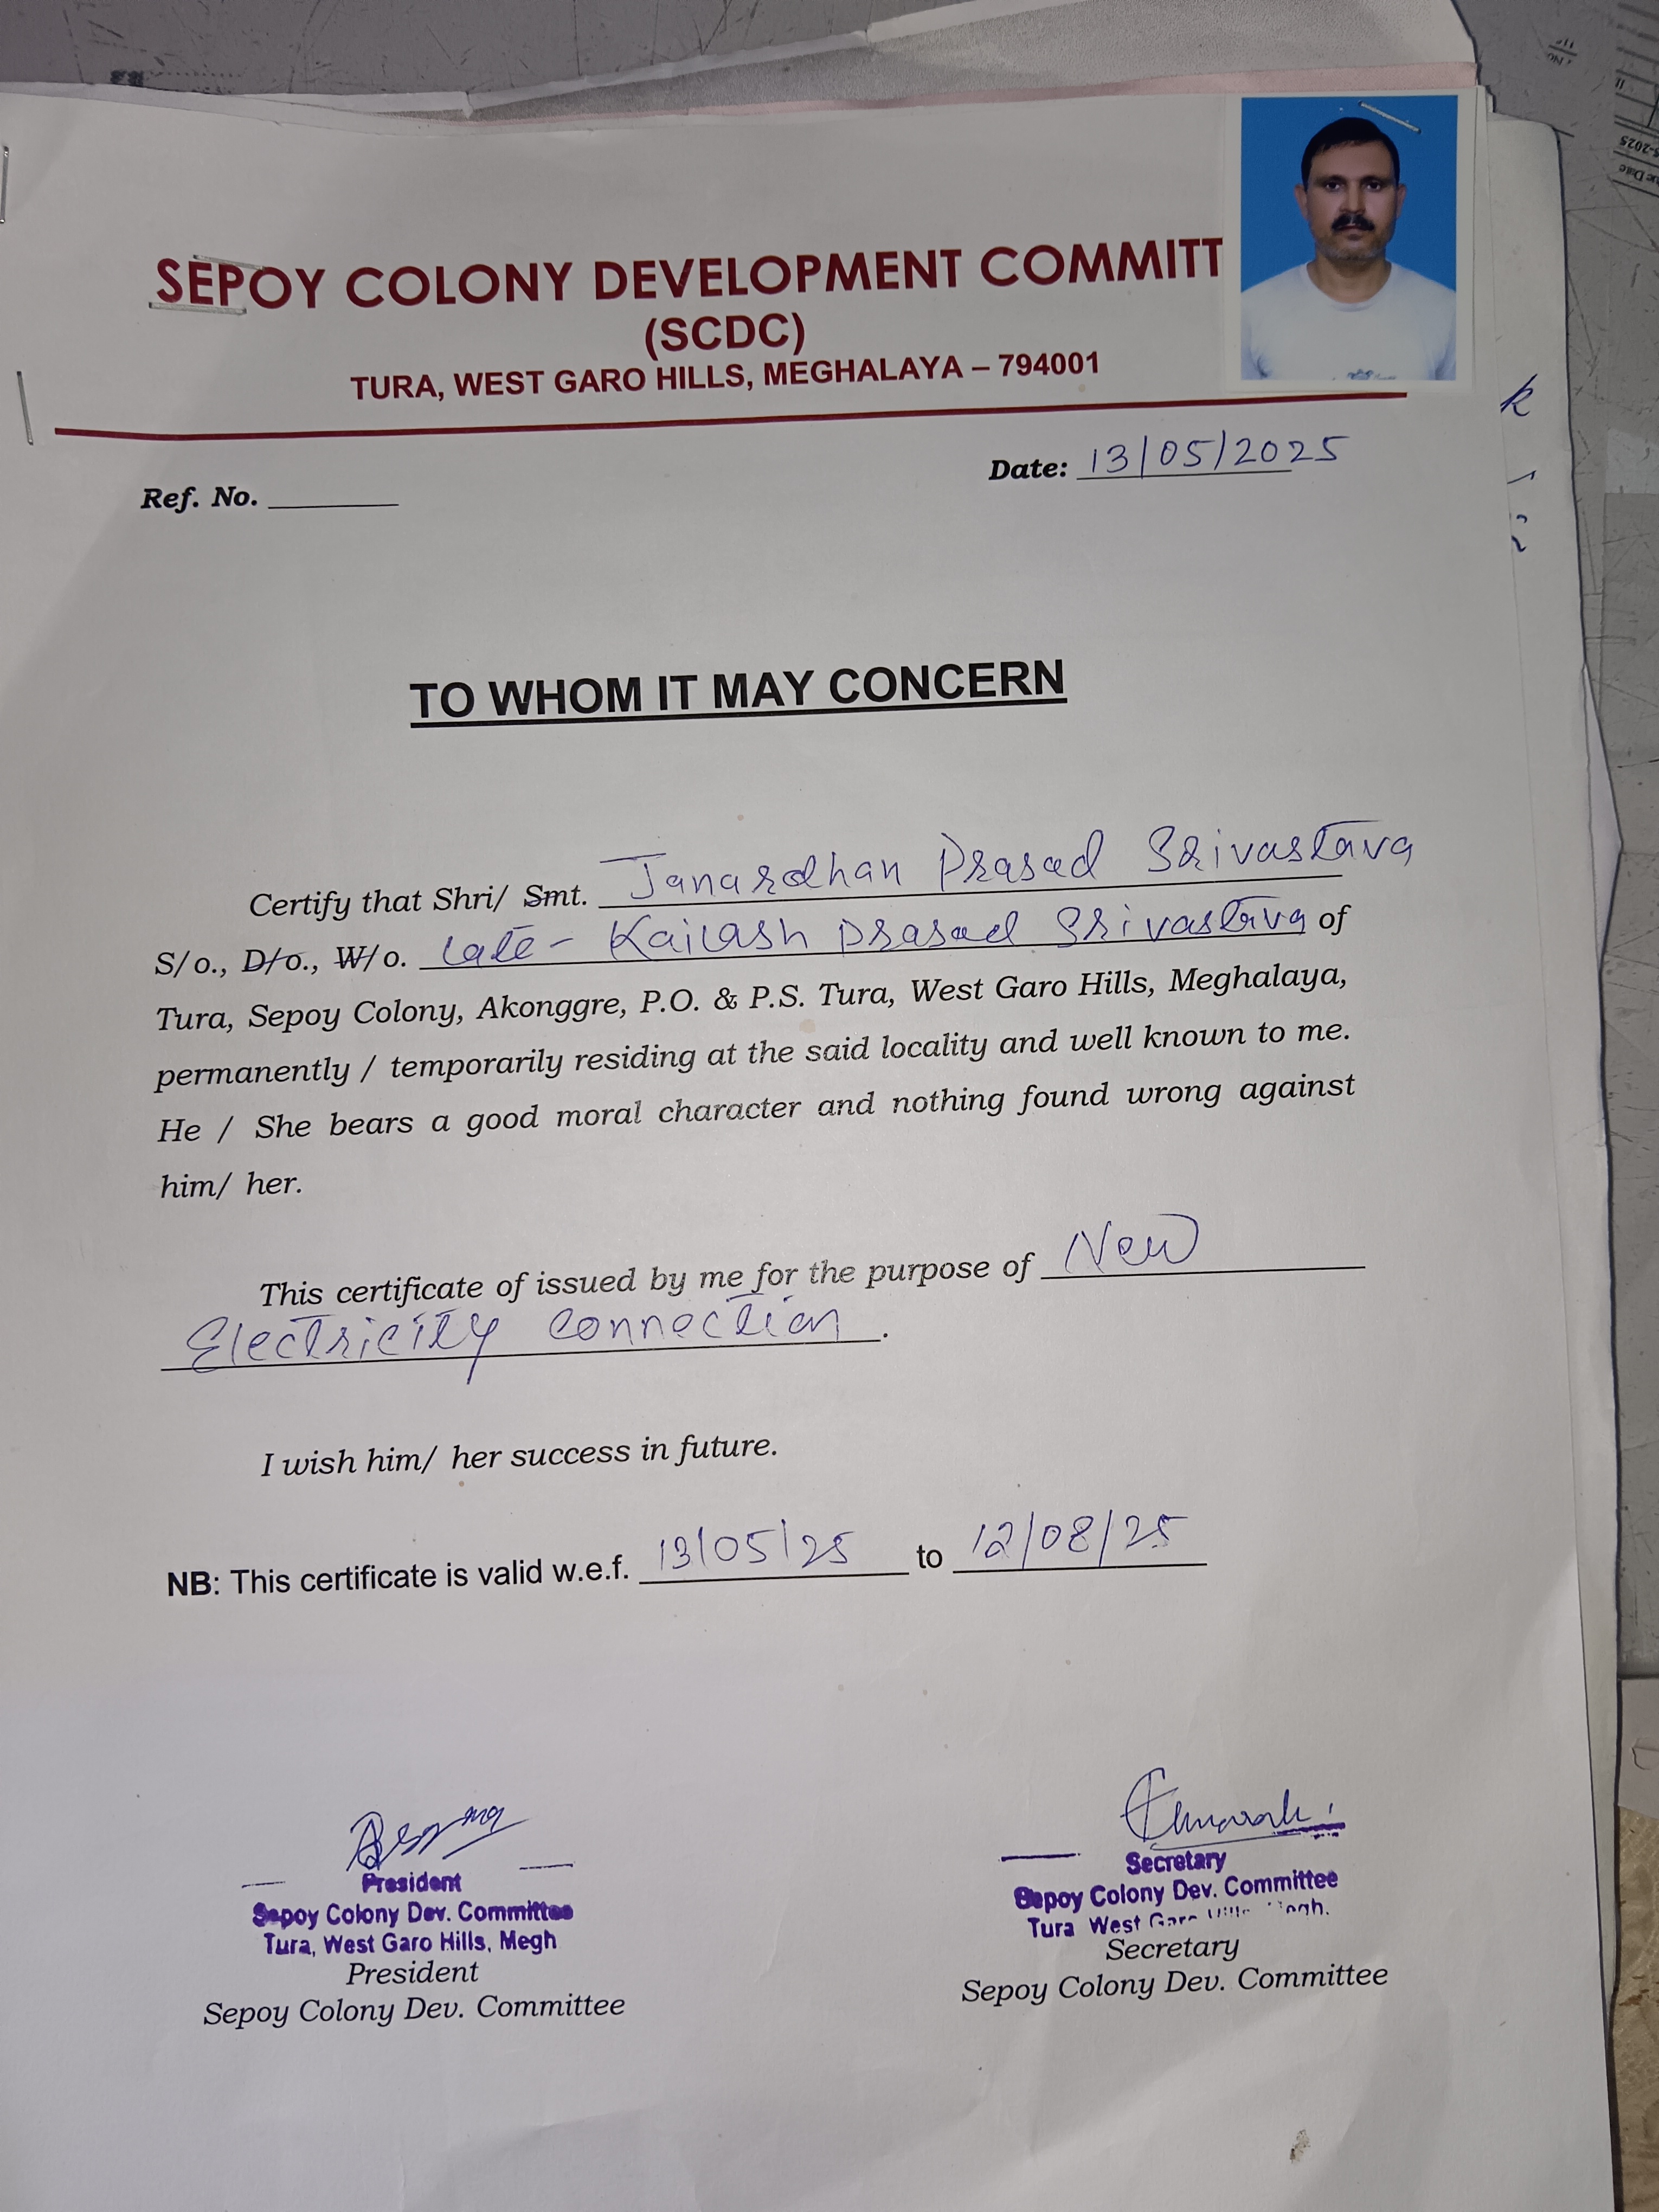 SEPOY COLONY DEVELOPMENT COMMITT
(SCDC)
TURA, WEST GARO HILLS, MEGHALAYA – 794001
Date: 13/05/2025
Ref. No.
TO WHOM IT MAY CONCERN
Certify that Shri/ Smt. Janardhan Prasad Srivastava
S/o., D/o., W/o. Late - Kailash Prasad Srivastava of
Tura, Sepoy Colony, Akonggre, P.O. & P.S. Tura, West Garo Hills, Meghalaya,
permanently / temporarily residing at the said locality and well known to me.
He / She bears a good moral character and nothing found wrong against
him/ her.
This certificate of issued by me for the purpose of New
Electricity connection.
I wish him/ her success in future.
NB: This certificate is valid w.e.f. 13/05/25 to 12/08/25
President
Sepoy Colony Dev. Committee
Tura, West Garo Hills, Megh
President
Sepoy Colony Dev. Committee
Secretary
Sepoy Colony Dev. Committee
Tura West Garo Hills Megh.
Secretary
Sepoy Colony Dev. Committee